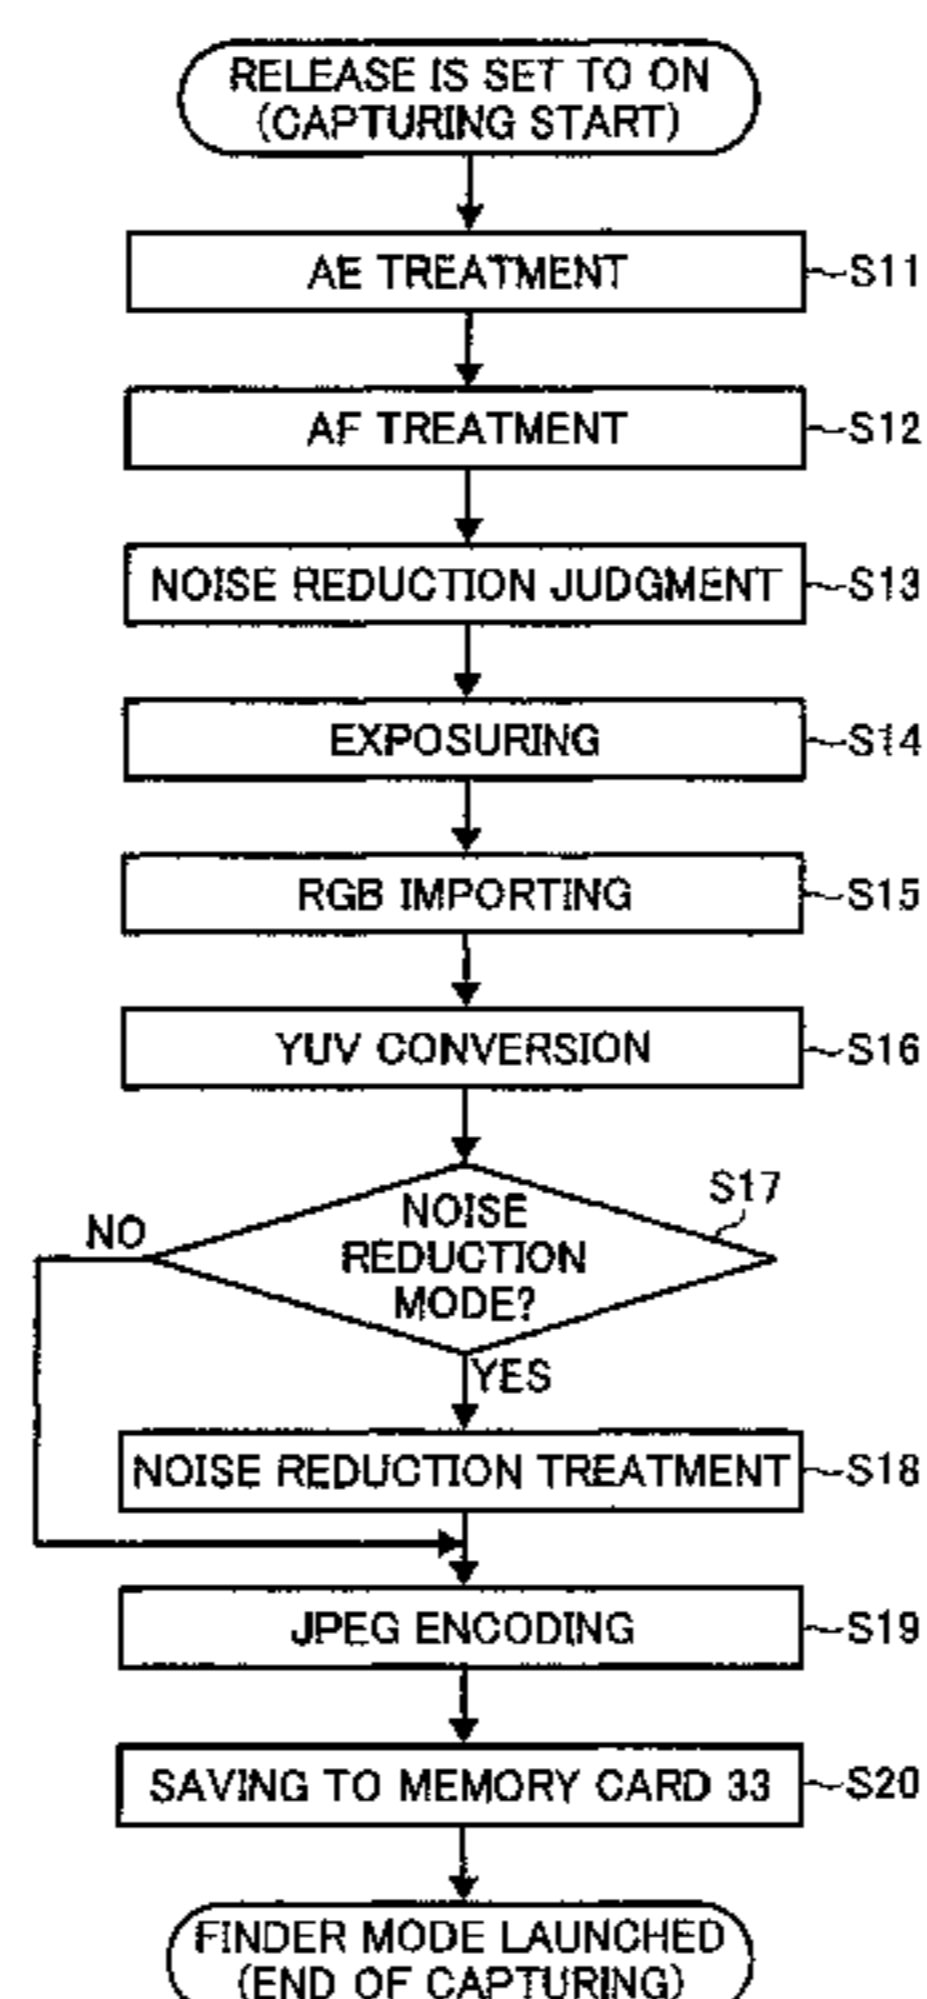 RELEASE IS SET TO ON
(CAPTURING START)
AE TREATMENT
S11
AF TREATMENT
S12
NOISE REDUCTION JUDGMENT
S13
EXPOSURING
S14
RGB IMPORTING
S15
YUV CONVERSION
S16
S17
NO
NOISE
REDUCTION
MODE?
YES
NOISE REDUCTION TREATMENT
S18
JPEG ENCODING
S19
SAVING TO MEMORY CARD 33
S20
FINDER MODE LAUNCHED
(END OF CAPTURING)